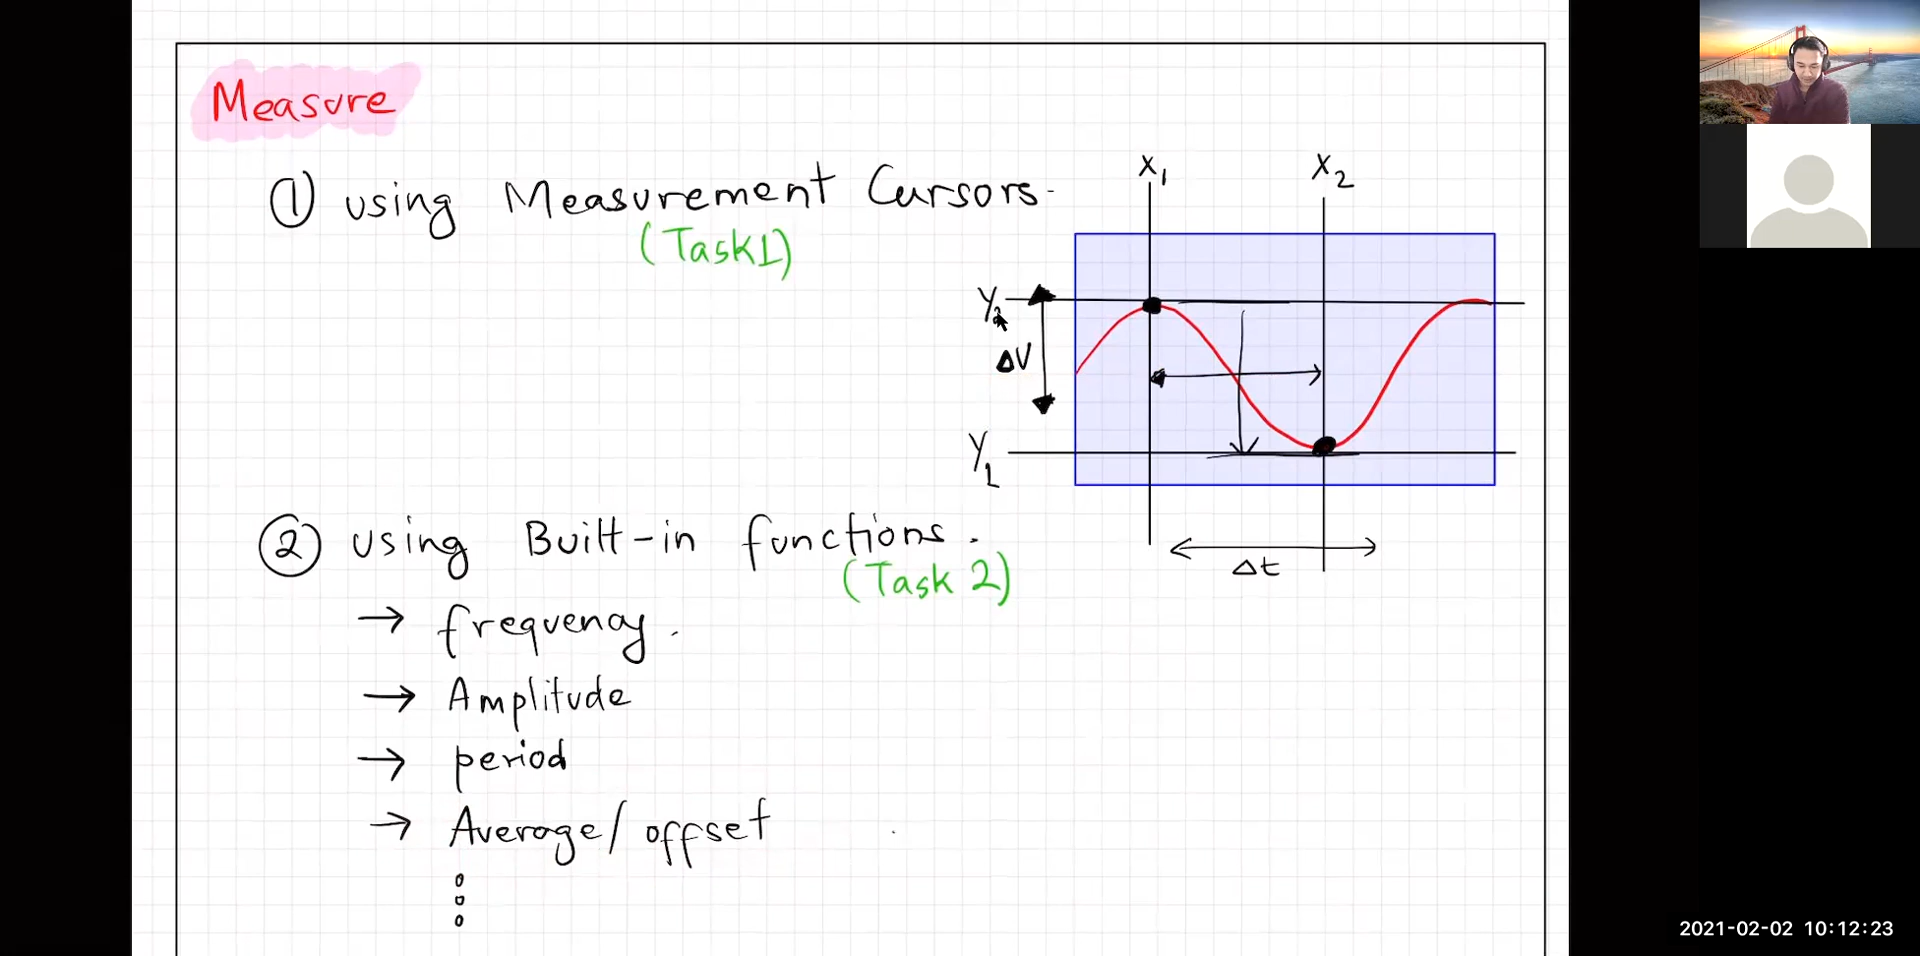 Measure
① using Measurement Cursors.
(Task1)
X1 X2
Y2
ΔV
Y1
Δt
② using Built-in functions.
(Task 2)
→ frequency.
→ Amplitude
→ period
→ Average/offset
2021-02-02 10:12:23